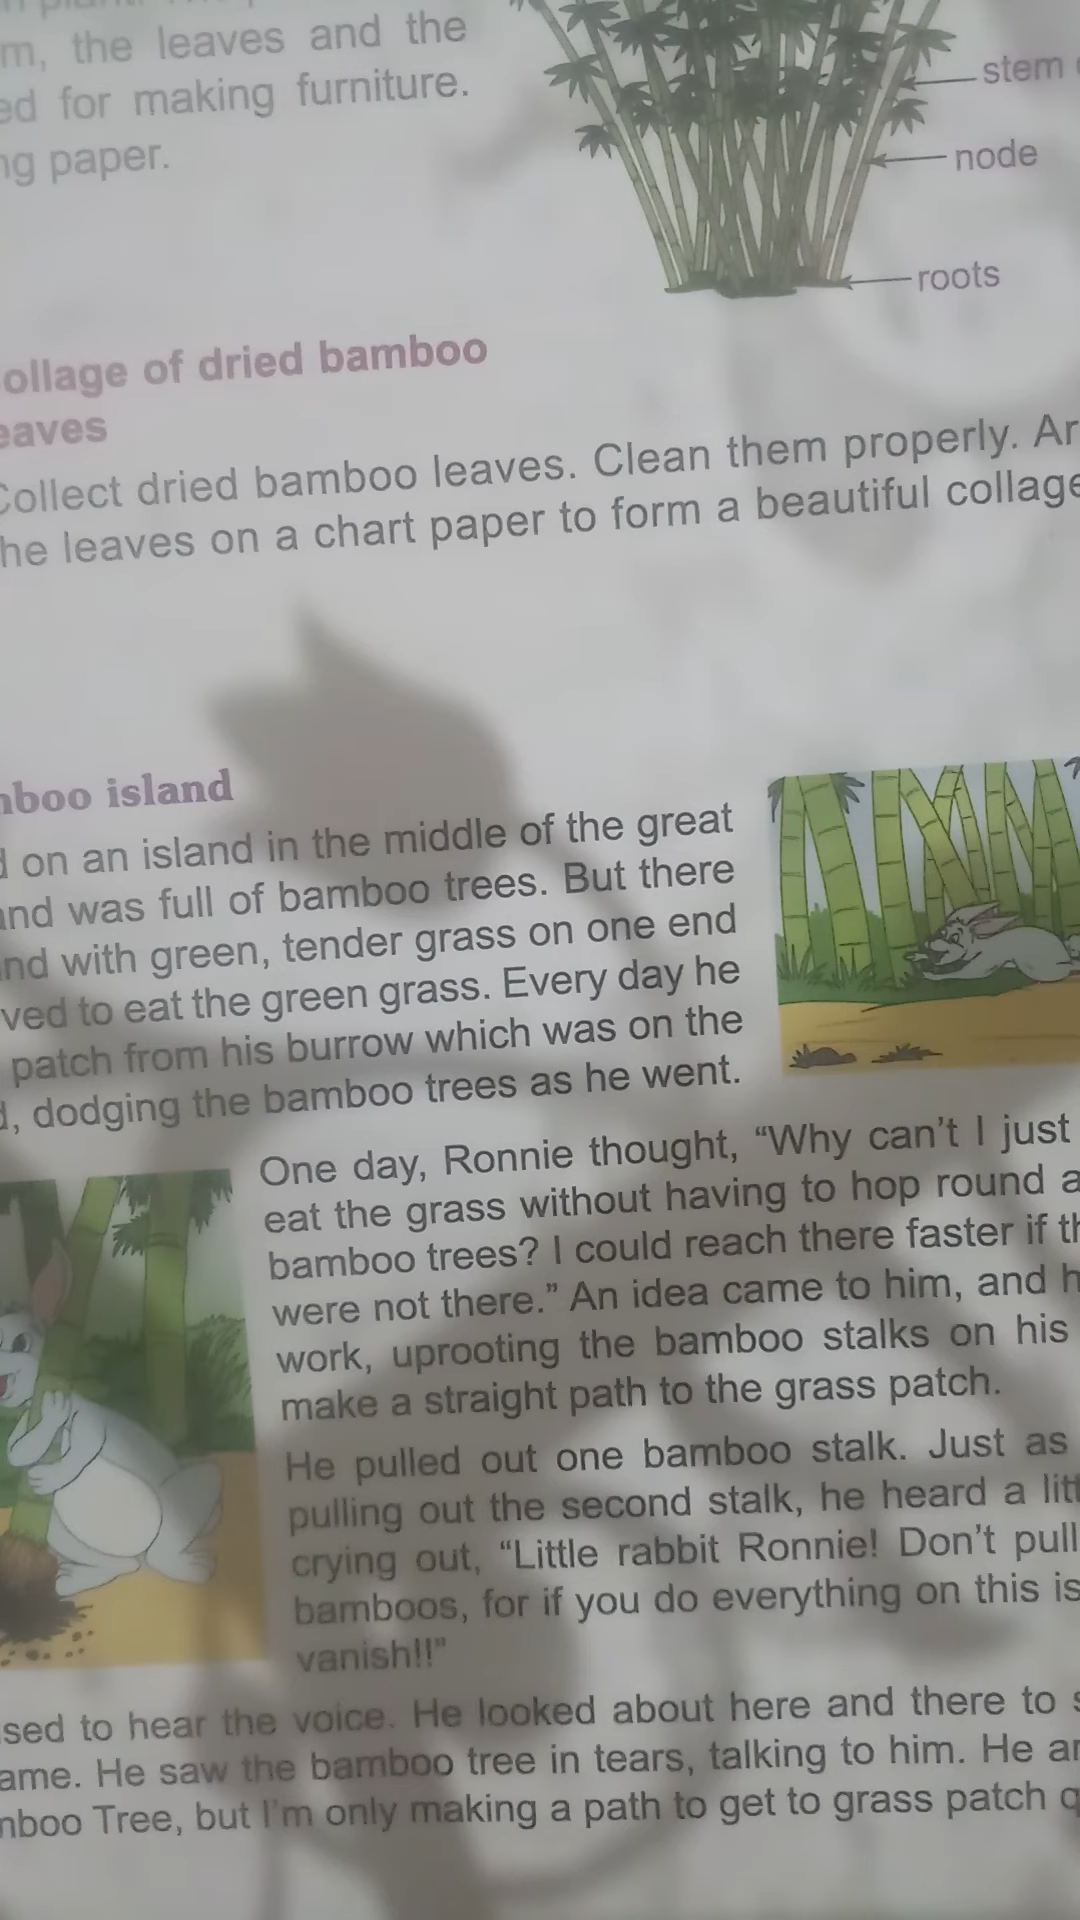 m, the leaves and the
ed for making furniture.
ng paper.
stem
node
roots
ollage of dried bamboo
eaves
Collect dried bamboo leaves. Clean them properly. Ar
he leaves on a chart paper to form a beautiful collage
mboo island
d on an island in the middle of the great
and was full of bamboo trees. But there
nd with green, tender grass on one end
ved to eat the green grass. Every day he
patch from his burrow which was on the
d, dodging the bamboo trees as he went.
One day, Ronnie thought, “Why can’t I just
eat the grass without having to hop round a
bamboo trees? I could reach there faster if th
were not there.” An idea came to him, and h
work, uprooting the bamboo stalks on his
make a straight path to the grass patch.
He pulled out one bamboo stalk. Just as
pulling out the second stalk, he heard a litt
crying out, “Little rabbit Ronnie! Don’t pull
bamboos, for if you do everything on this is
vanish!!”
sed to hear the voice. He looked about here and there to s
ame. He saw the bamboo tree in tears, talking to him. He an
mboo Tree, but I’m only making a path to get to grass patch q